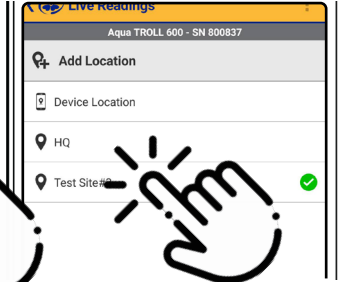 Live Readings
Aqua TROLL 600 - SN 800837
Add Location
Device Location
HQ
Test Site